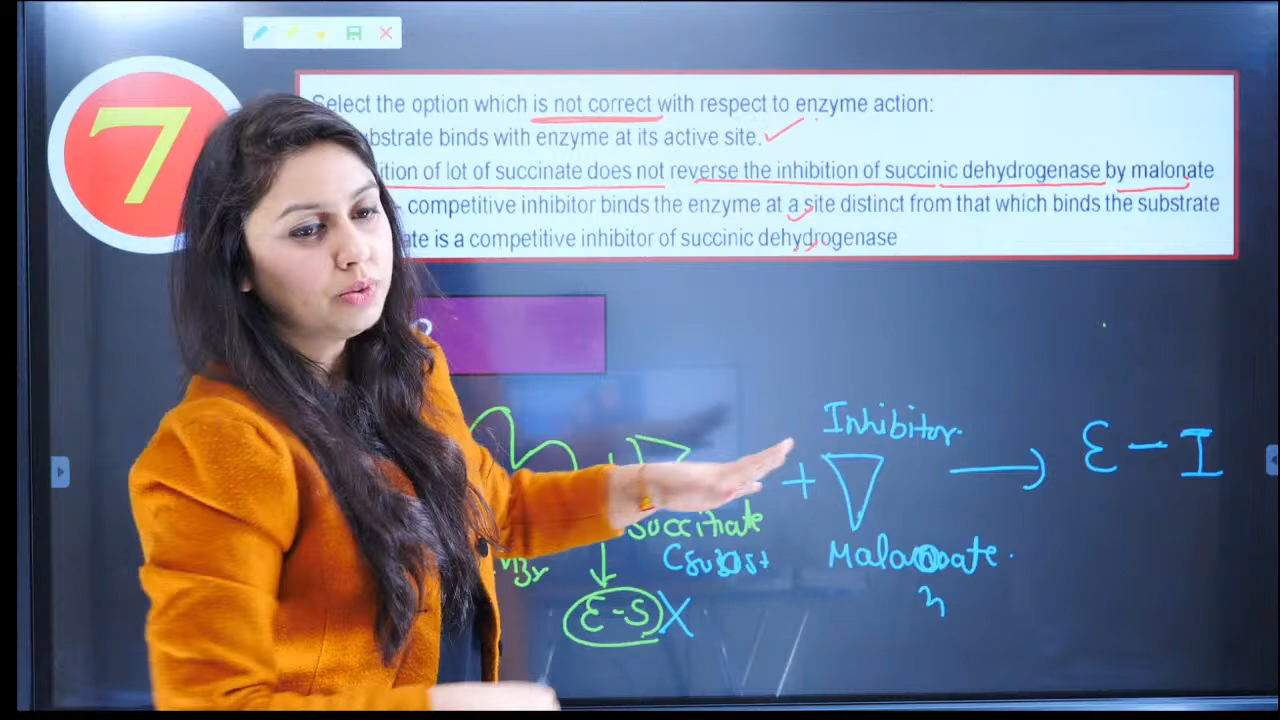 7
Select the option which is not correct with respect to enzyme action:
substrate binds with enzyme at its active site.
ition of lot of succinate does not reverse the inhibition of succinic dehydrogenase by malonate
- competitive inhibitor binds the enzyme at a site distinct from that which binds the substrate
ate is a competitive inhibitor of succinic dehydrogenase
Inhibitor.
+ → E-I
Succinate
Malanoate.
n
E-S X